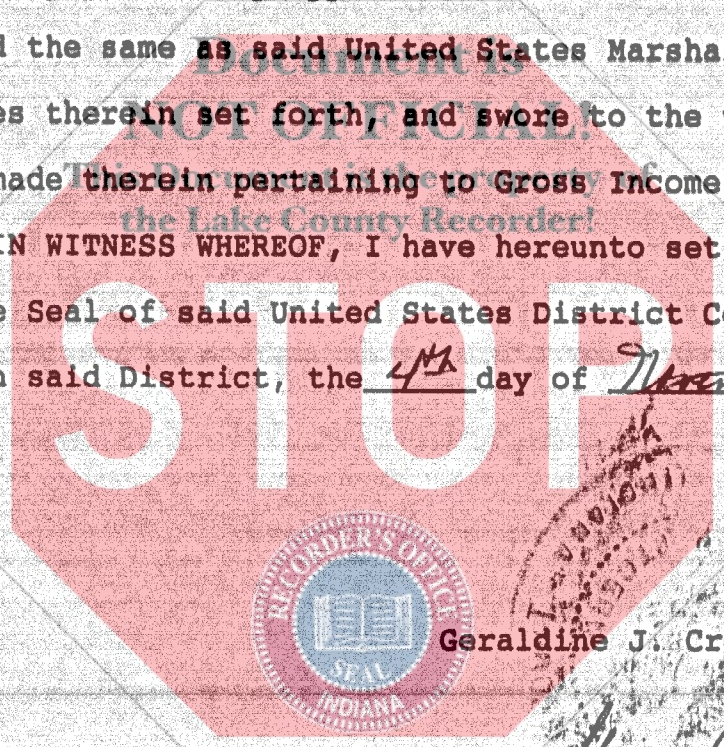 d the same as said United States Marsha
Document is
es therein set forth, and swore to the
NOT OFFICIAL!
made therein pertaining to Gross Income
This Document is the property of
the Lake County Recorder!
IN WITNESS WHEREOF, I have hereunto set
e Seal of said United States District Co
STOP
n said District, the 4th day of
RECORDER'S OFFICE
SEAL
INDIANA
Geraldine J. Cr